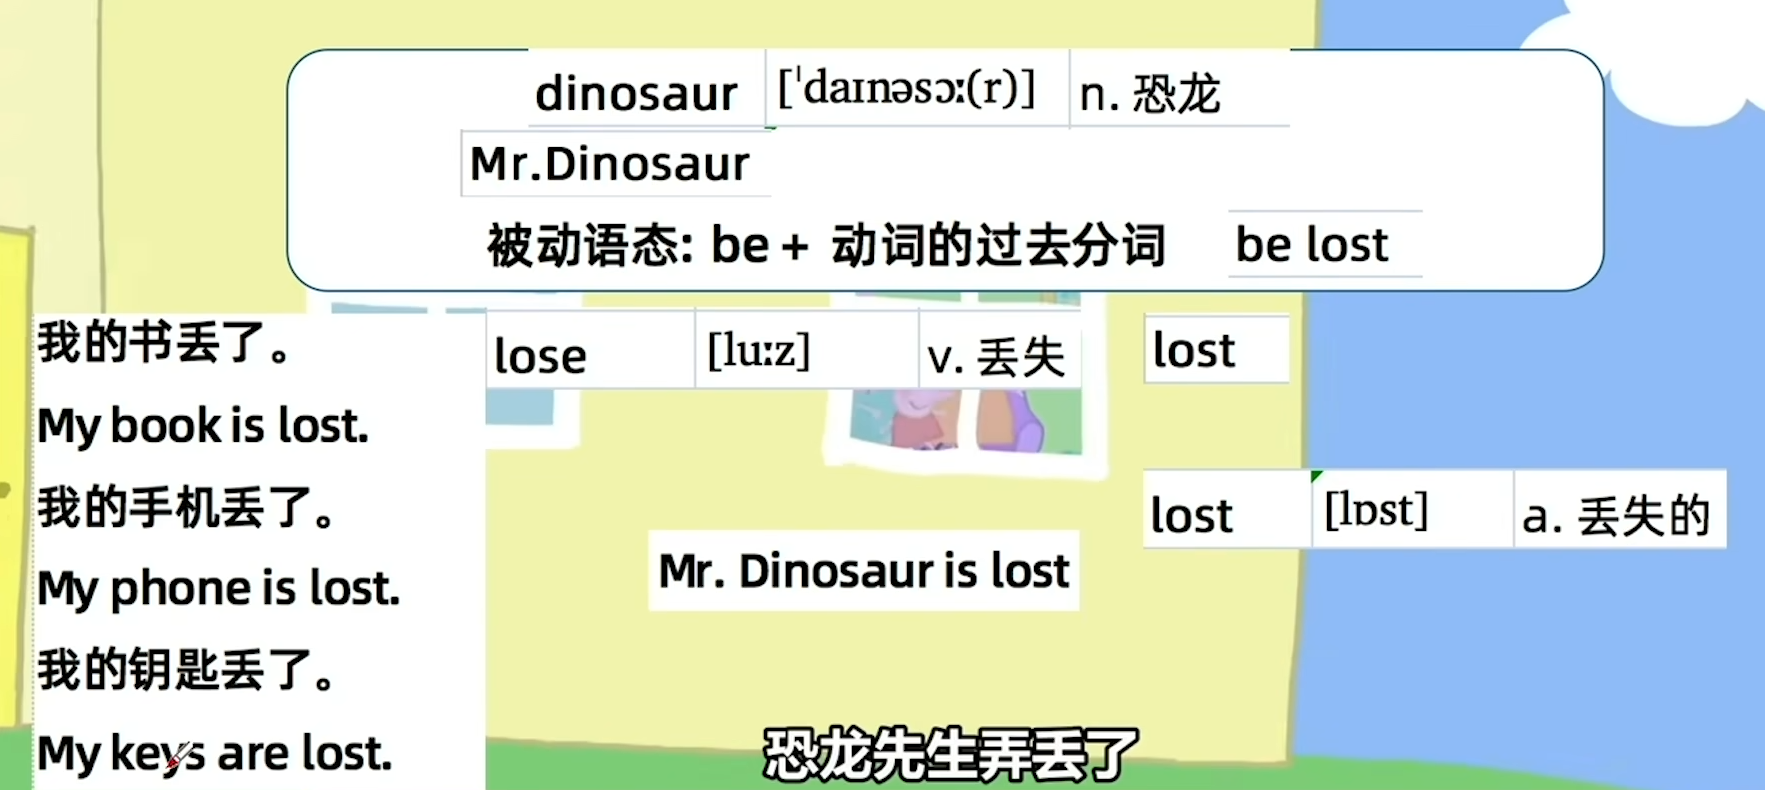 dinosaur ['daɪnəsɔː(r)] n. 恐龙
Mr.Dinosaur
被动语态: be + 动词的过去分词 be lost
我的书丢了。
My book is lost.
我的手机丢了。
My phone is lost.
我的钥匙丢了。
My keys are lost.
lose [luːz] v. 丢失 lost
lost [lɒst] a. 丢失的
Mr. Dinosaur is lost
恐龙先生弄丢了